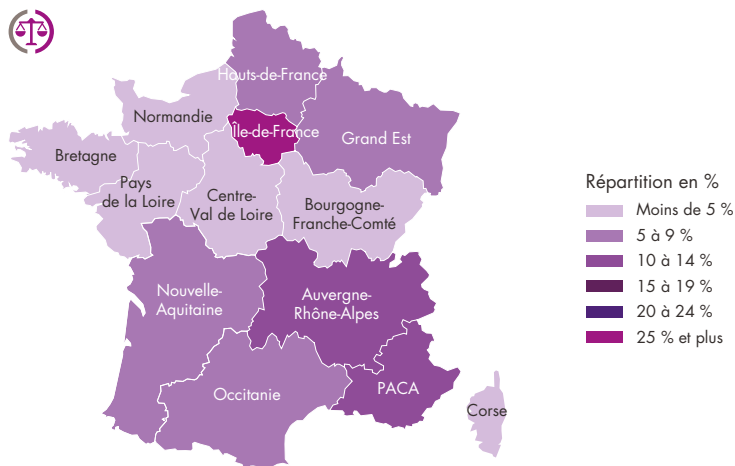 Hauts-de-France
Normandie
Île-de-France
Grand Est
Bretagne
Pays
de la Loire
Centre-
Val de Loire
Bourgogne-
Franche-Comté
Nouvelle-
Aquitaine
Auvergne-
Rhône-Alpes
Occitanie
PACA
Corse
Répartition en %
Moins de 5 %
5 à 9 %
10 à 14 %
15 à 19 %
20 à 24 %
25 % et plus